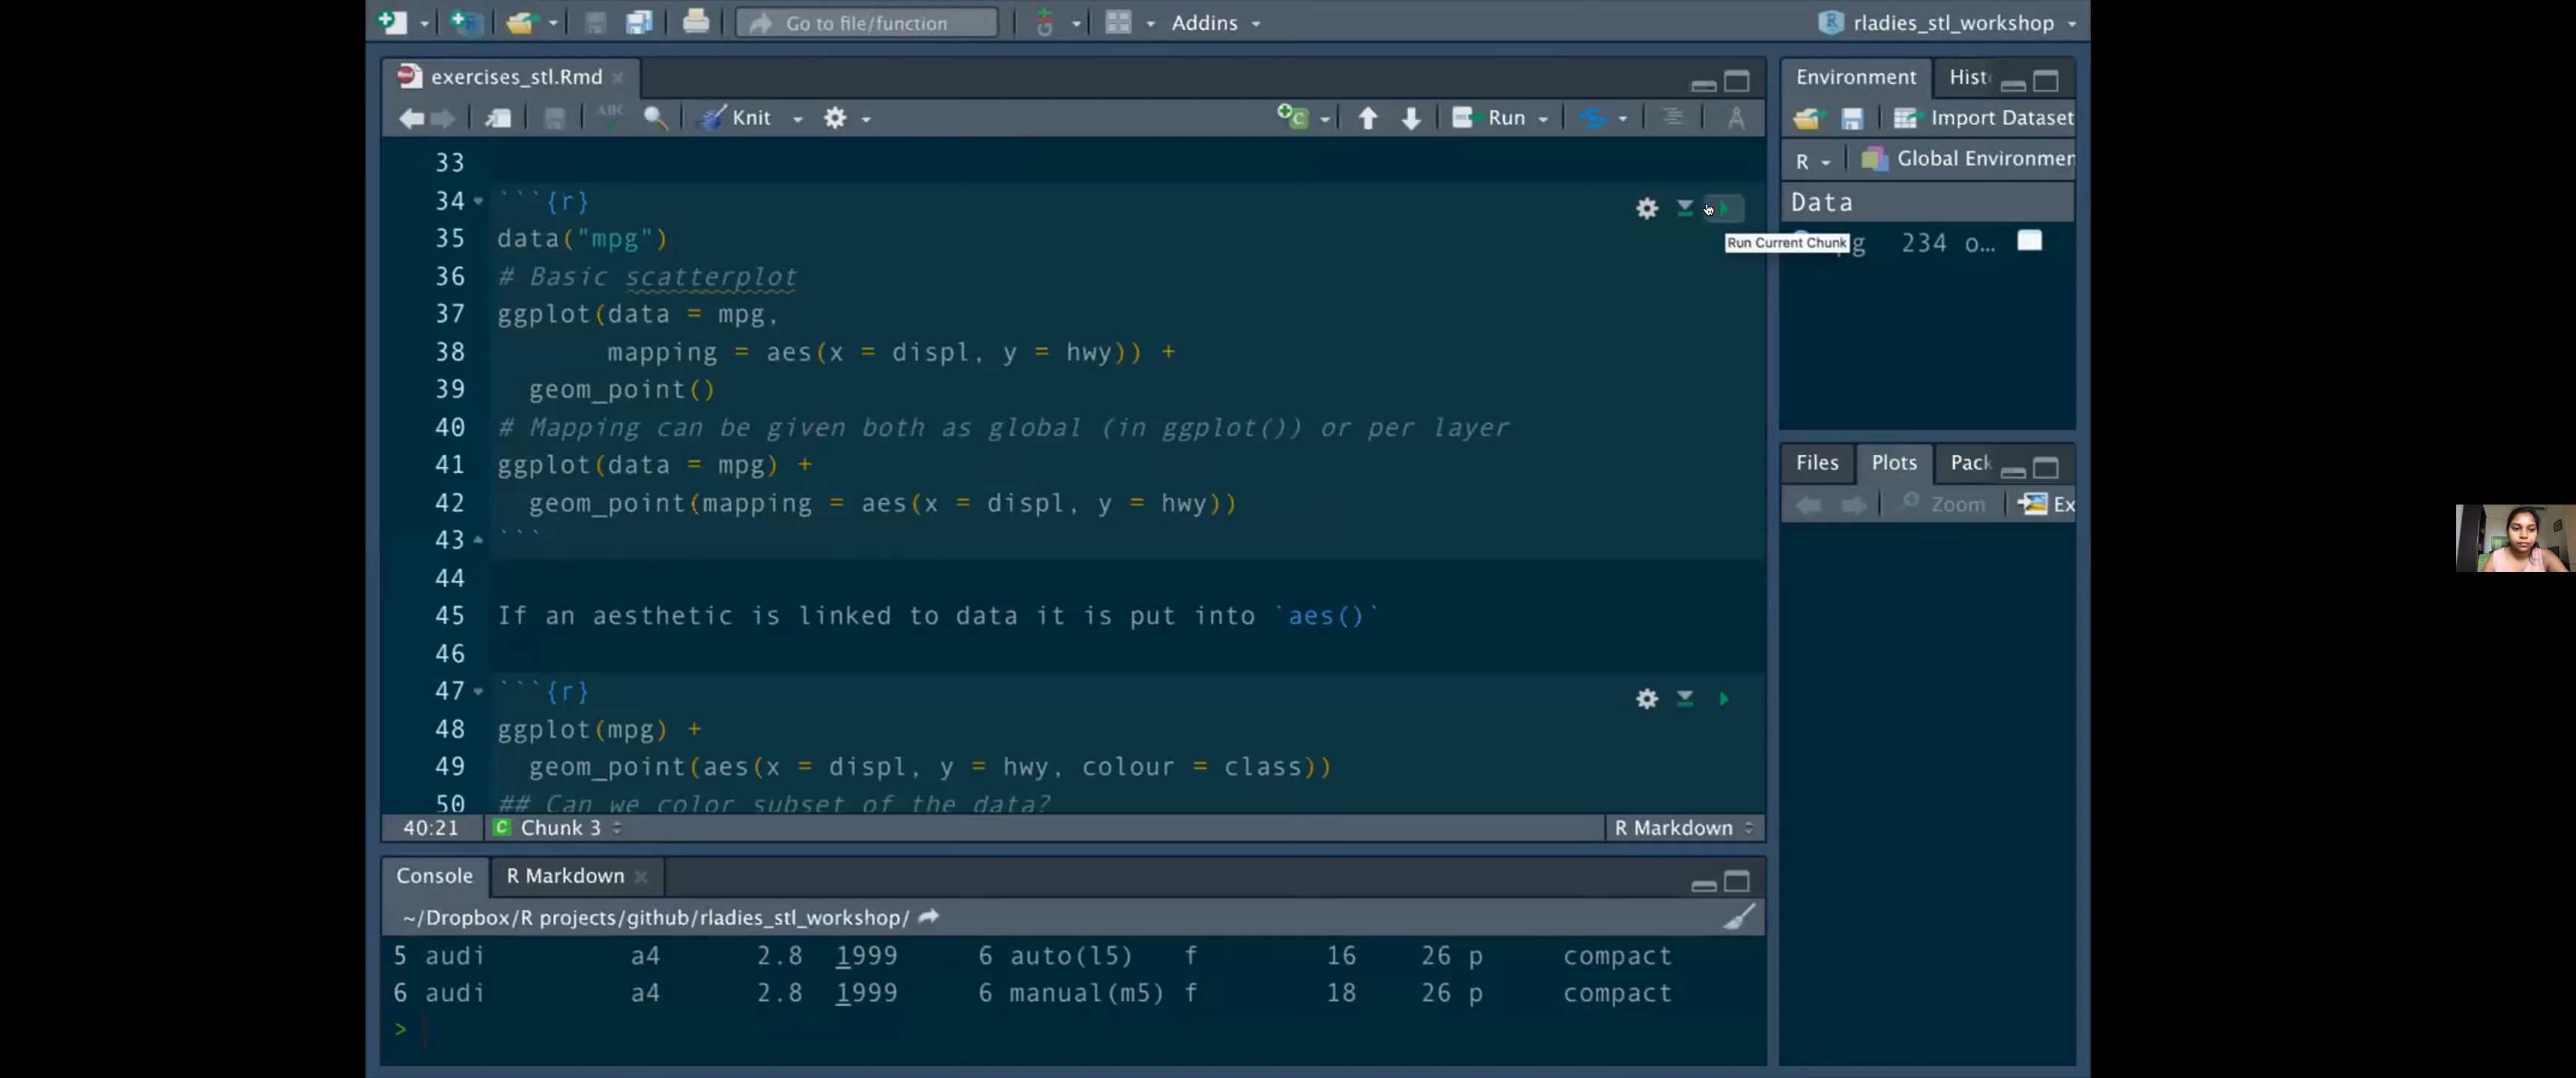 Go to file/function
Addins
rladies_stl_workshop
exercises_stl.Rmd
ABC
Knit
Run
33
34 ```{r}
35 data("mpg")
36 # Basic scatterplot
37 ggplot(data = mpg,
38 mapping = aes(x = displ, y = hwy)) +
39 geom_point()
40 # Mapping can be given both as global (in ggplot()) or per layer
41 ggplot(data = mpg) +
42 geom_point(mapping = aes(x = displ, y = hwy))
43 ```
44
45 If an aesthetic is linked to data it is put into `aes()`
46
47 ```{r}
48 ggplot(mpg) +
49 geom_point(aes(x = displ, y = hwy, colour = class))
50 ## Can we color subset of the data?
40:21 Chunk 3 R Markdown
Console R Markdown
~/Dropbox/R projects/github/rladies_stl_workshop/
5 audi a4 2.8 1999 6 auto(l5) f 16 26 p compact
6 audi a4 2.8 1999 6 manual(m5) f 18 26 p compact
>
Environment
Import Dataset
R
Data
Run Current Chunk
234 o...
Files Plots
Zoom